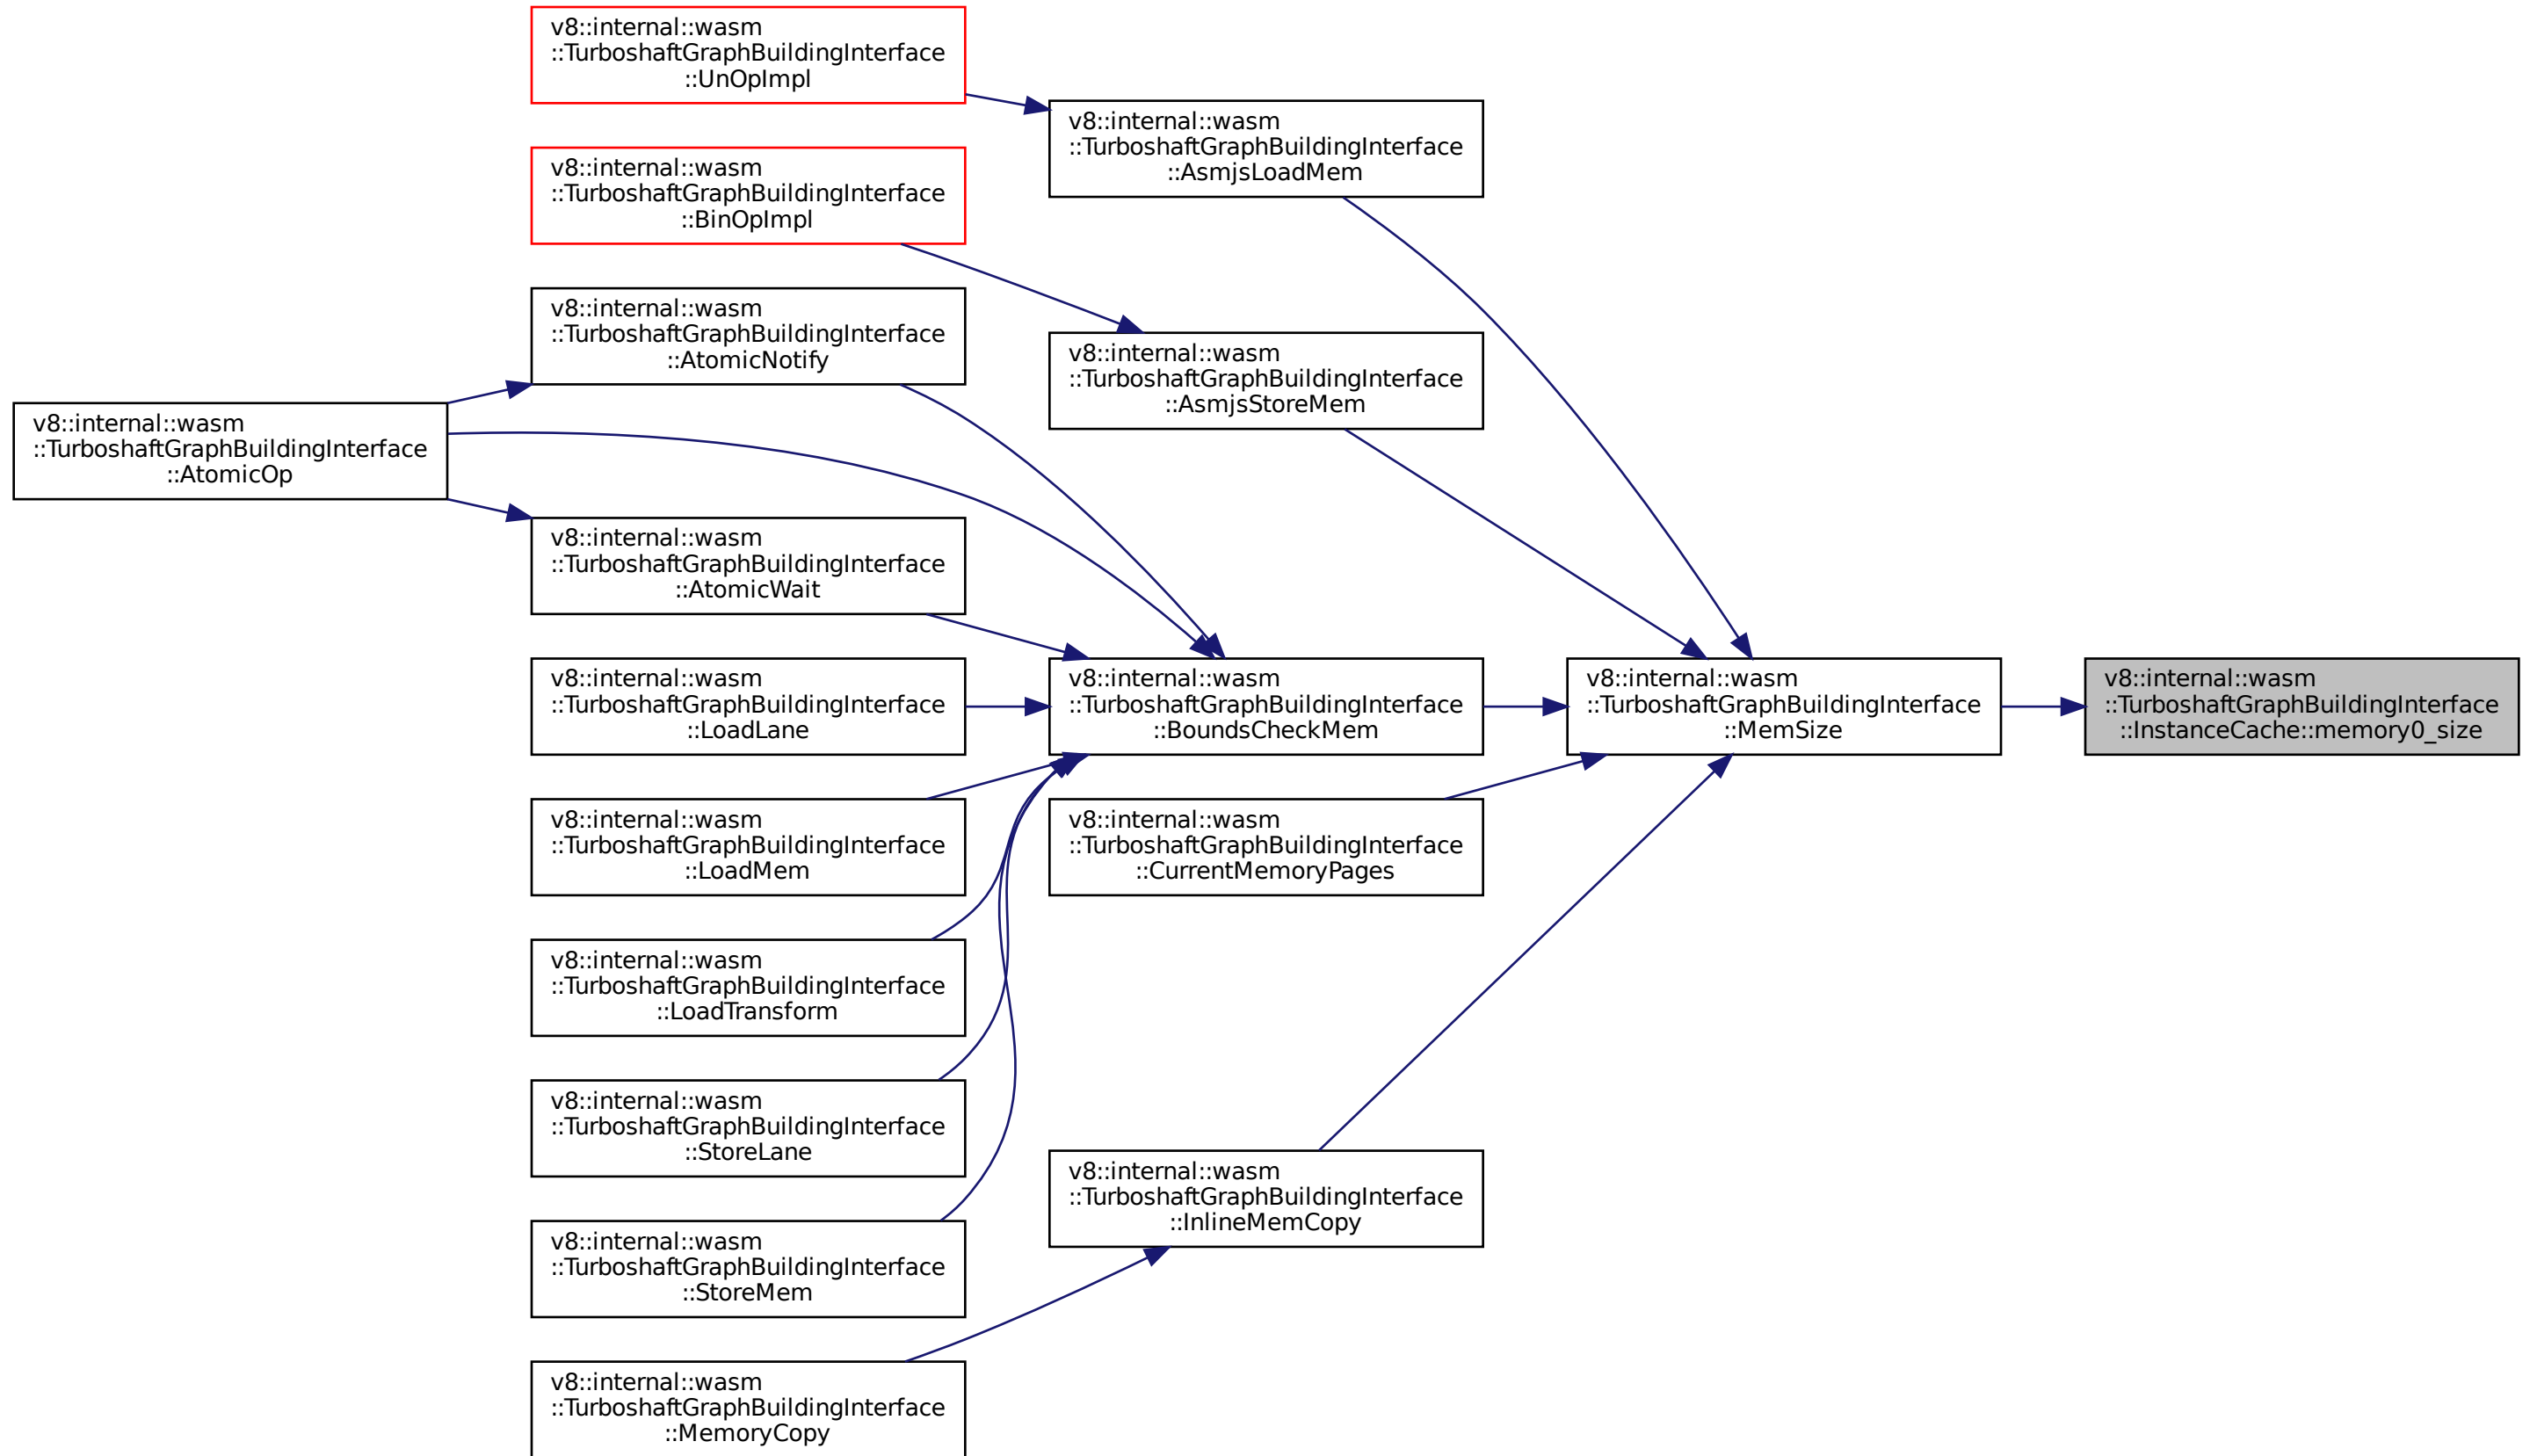 v8::internal::wasm
::TurboshaftGraphBuildingInterface
::UnOpImpl
v8::internal::wasm
::TurboshaftGraphBuildingInterface
::AsmjsLoadMem
v8::internal::wasm
::TurboshaftGraphBuildingInterface
::BinOpImpl
v8::internal::wasm
::TurboshaftGraphBuildingInterface
::AtomicNotify
v8::internal::wasm
::TurboshaftGraphBuildingInterface
::AsmjsStoreMem
v8::internal::wasm
::TurboshaftGraphBuildingInterface
::AtomicOp
v8::internal::wasm
::TurboshaftGraphBuildingInterface
::AtomicWait
v8::internal::wasm
::TurboshaftGraphBuildingInterface
::LoadLane
v8::internal::wasm
::TurboshaftGraphBuildingInterface
::BoundsCheckMem
v8::internal::wasm
::TurboshaftGraphBuildingInterface
::MemSize
v8::internal::wasm
::TurboshaftGraphBuildingInterface
::InstanceCache::memory0_size
v8::internal::wasm
::TurboshaftGraphBuildingInterface
::LoadMem
v8::internal::wasm
::TurboshaftGraphBuildingInterface
::CurrentMemoryPages
v8::internal::wasm
::TurboshaftGraphBuildingInterface
::LoadTransform
v8::internal::wasm
::TurboshaftGraphBuildingInterface
::StoreLane
v8::internal::wasm
::TurboshaftGraphBuildingInterface
::InlineMemCopy
v8::internal::wasm
::TurboshaftGraphBuildingInterface
::StoreMem
v8::internal::wasm
::TurboshaftGraphBuildingInterface
::MemoryCopy